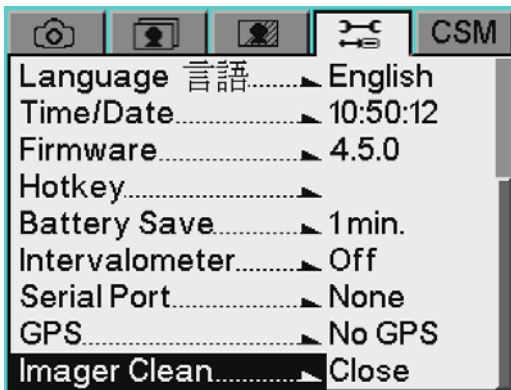 CSM
Language 言語........ English
Time/Date................ 10:50:12
Firmware................. 4.5.0
Hotkey......................
Battery Save............ 1 min.
Intervalometer.......... Off
Serial Port................ None
GPS.......................... No GPS
Imager Clean............ Close